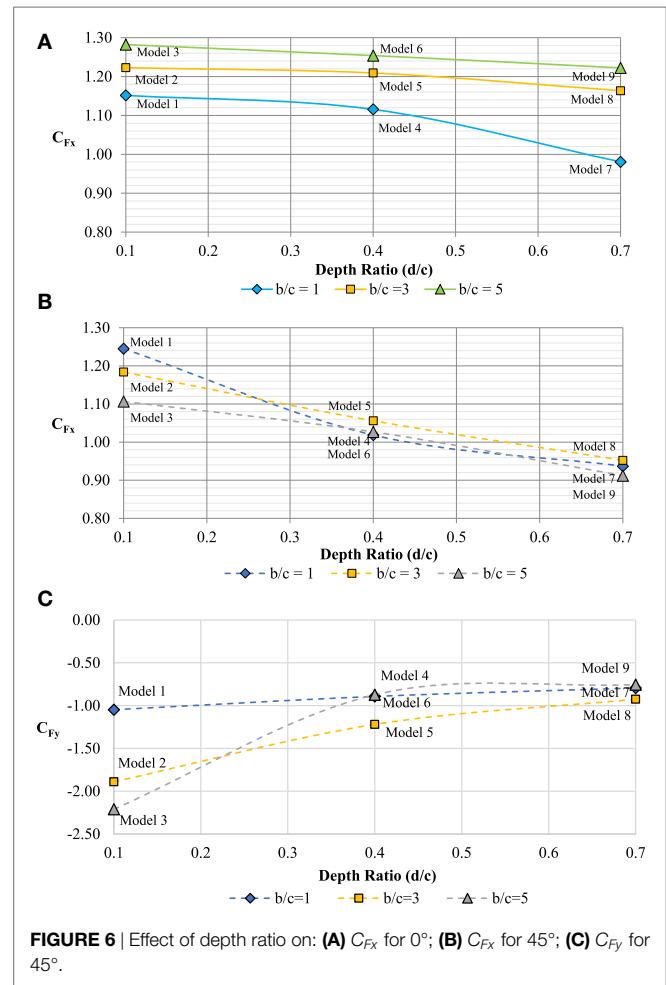 A
1.30
1.20
1.10
1.00
0.90
0.80
C_Fx
Model 3
Model 2
Model 1
Model 6
Model 5
Model 4
Model 9
Model 8
Model 7
0.1 0.2 0.3 0.4 0.5 0.6 0.7
Depth Ratio (d/c)
b/c = 1 b/c =3 b/c = 5
B
1.30
1.20
1.10
1.00
0.90
0.80
C_Fx
Model 1
Model 2
Model 3
Model 5
Model 4
Model 6
Model 8
Model 7
Model 9
0.1 0.2 0.3 0.4 0.5 0.6 0.7
Depth Ratio (d/c)
b/c = 1 b/c = 3 b/c = 5
C
0.00
-0.50
-1.00
-1.50
-2.00
-2.50
C_Fy
Model 1
Model 2
Model 3
Model 4
Model 6
Model 5
Model 9
Model 7
Model 8
0.1 0.2 0.3 0.4 0.5 0.6 0.7
Depth Ratio (d/c)
b/c=1 b/c=3 b/c=5
FIGURE 6 | Effect of depth ratio on: (A) C_Fx for 0°; (B) C_Fx for 45°; (C) C_Fy for
45°.